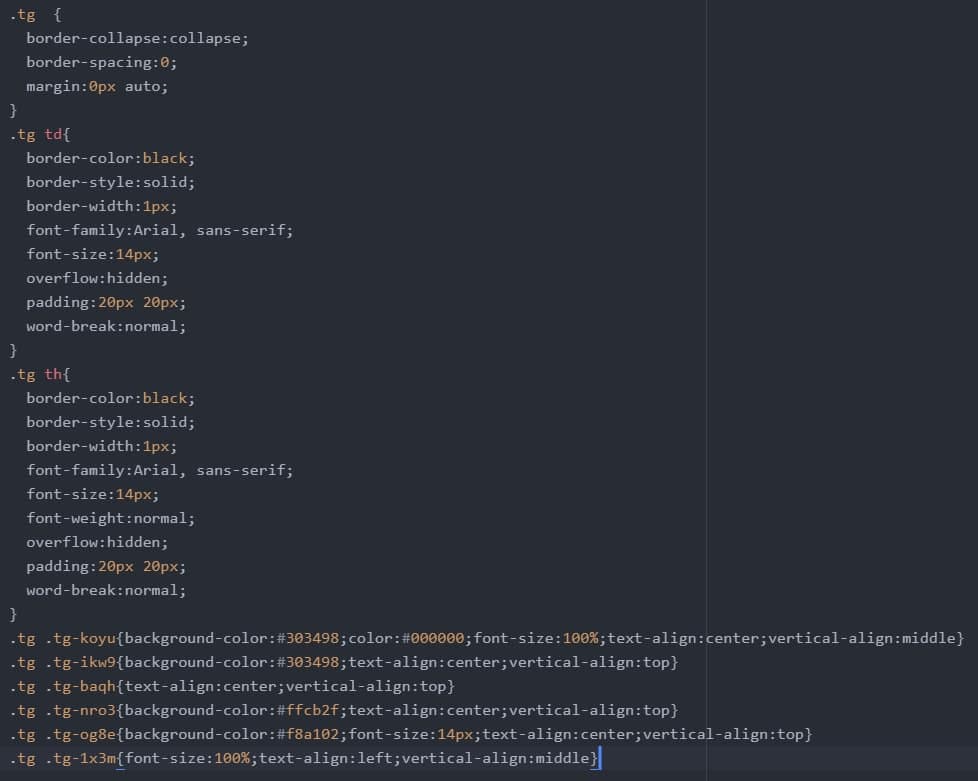 .tg  {
  border-collapse:collapse;
  border-spacing:0;
  margin:0px auto;
}
.tg td{
  border-color:black;
  border-style:solid;
  border-width:1px;
  font-family:Arial, sans-serif;
  font-size:14px;
  overflow:hidden;
  padding:20px 20px;
  word-break:normal;
}
.tg th{
  border-color:black;
  border-style:solid;
  border-width:1px;
  font-family:Arial, sans-serif;
  font-size:14px;
  font-weight:normal;
  overflow:hidden;
  padding:20px 20px;
  word-break:normal;
}
.tg .tg-koyu{background-color:#303498;color:#000000;font-size:100%;text-align:center;vertical-align:middle}
.tg .tg-ikw9{background-color:#303498;text-align:center;vertical-align:top}
.tg .tg-baqh{text-align:center;vertical-align:top}
.tg .tg-nro3{background-color:#ffcb2f;text-align:center;vertical-align:top}
.tg .tg-og8e{background-color:#f8a102;font-size:14px;text-align:center;vertical-align:top}
.tg .tg-1x3m{font-size:100%;text-align:left;vertical-align:middle}